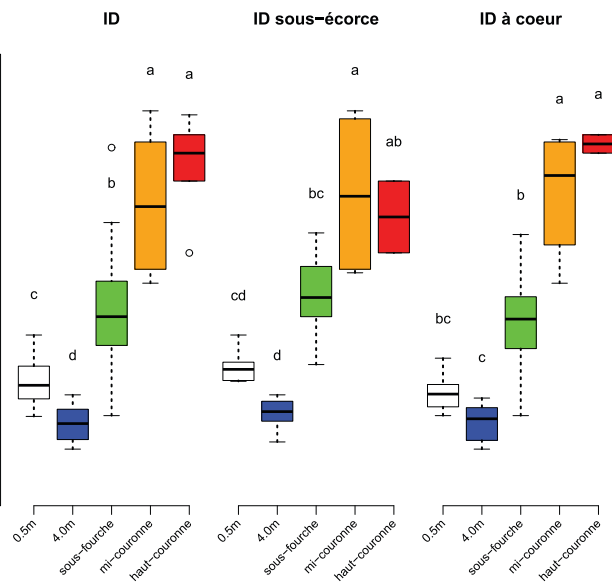 ID
ID sous−écorce
ID à coeur
a
a
b
c
d
a
ab
bc
cd
d
a
a
b
bc
c
0.5m
4.0m
sous−fourche
mi−couronne
haut−couronne
0.5m
4.0m
sous−fourche
mi−couronne
haut−couronne
0.5m
4.0m
sous−fourche
mi−couronne
haut−couronne